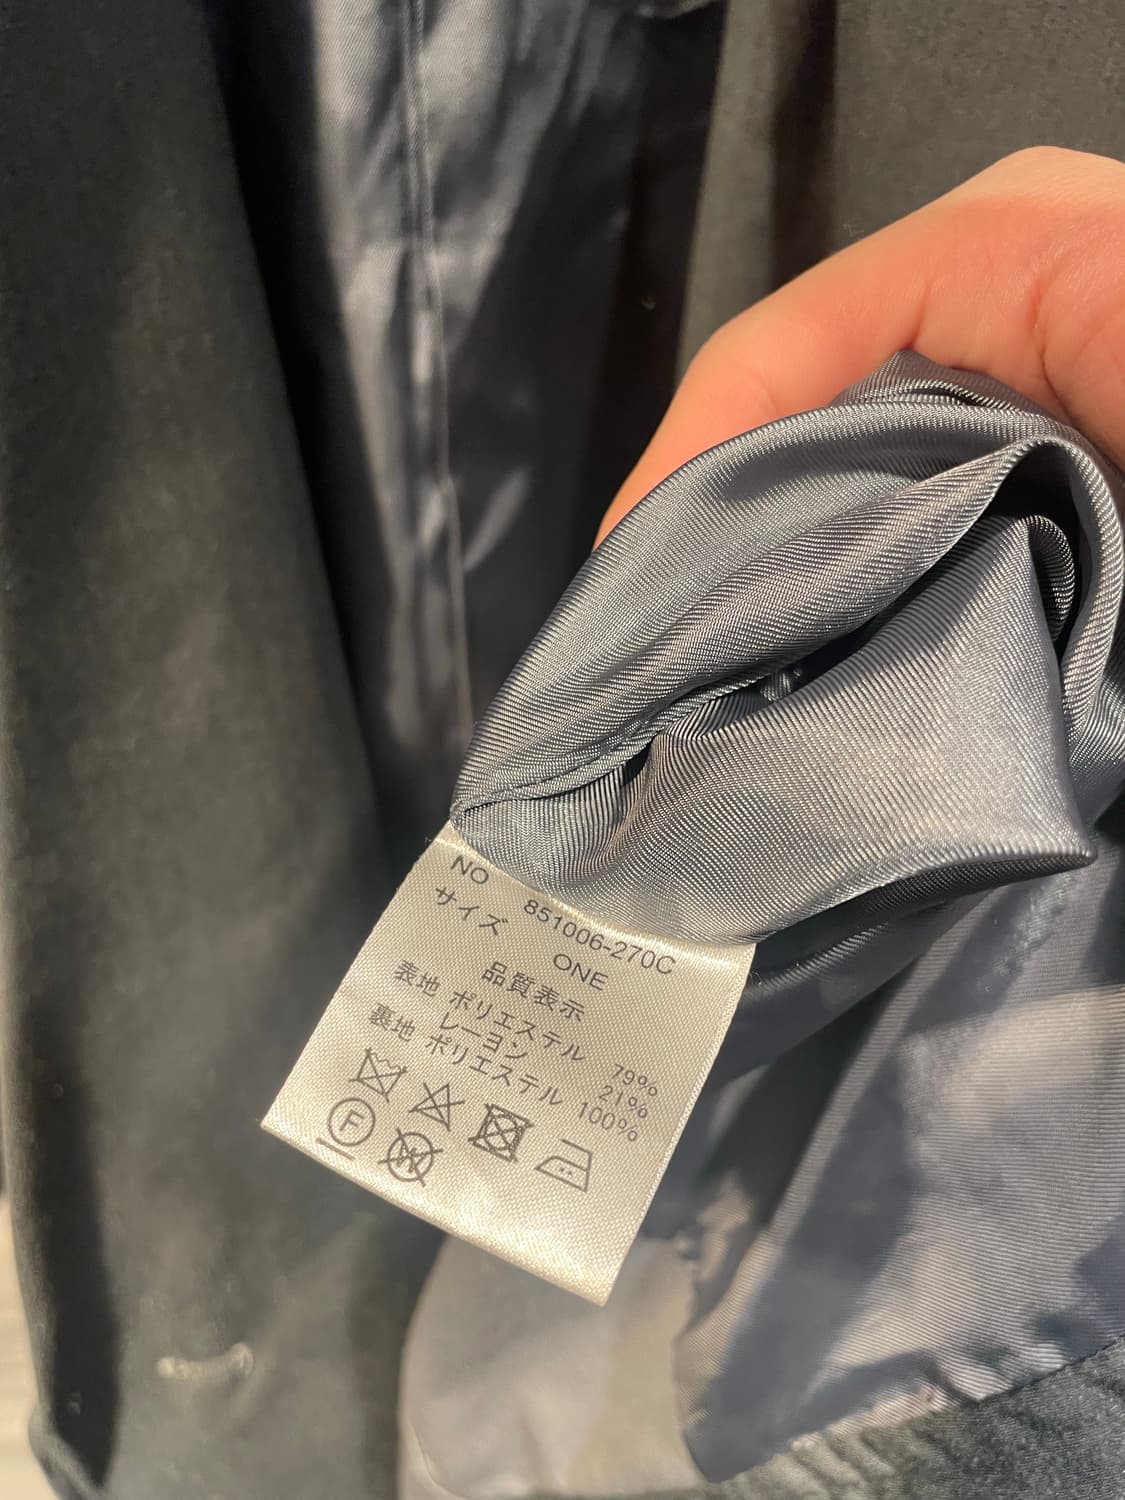 NO 851006-270C
サイズ ONE
品質表示
表地 ポリエステル 79%
レーヨン 21%
裏地 ポリエステル 100%
F
W